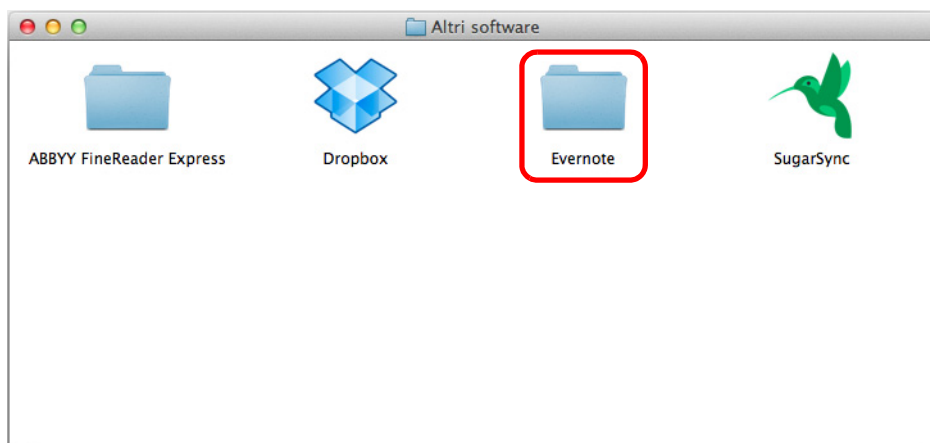 Altri software
ABBYY FineReader Express
Dropbox
Evernote
SugarSync